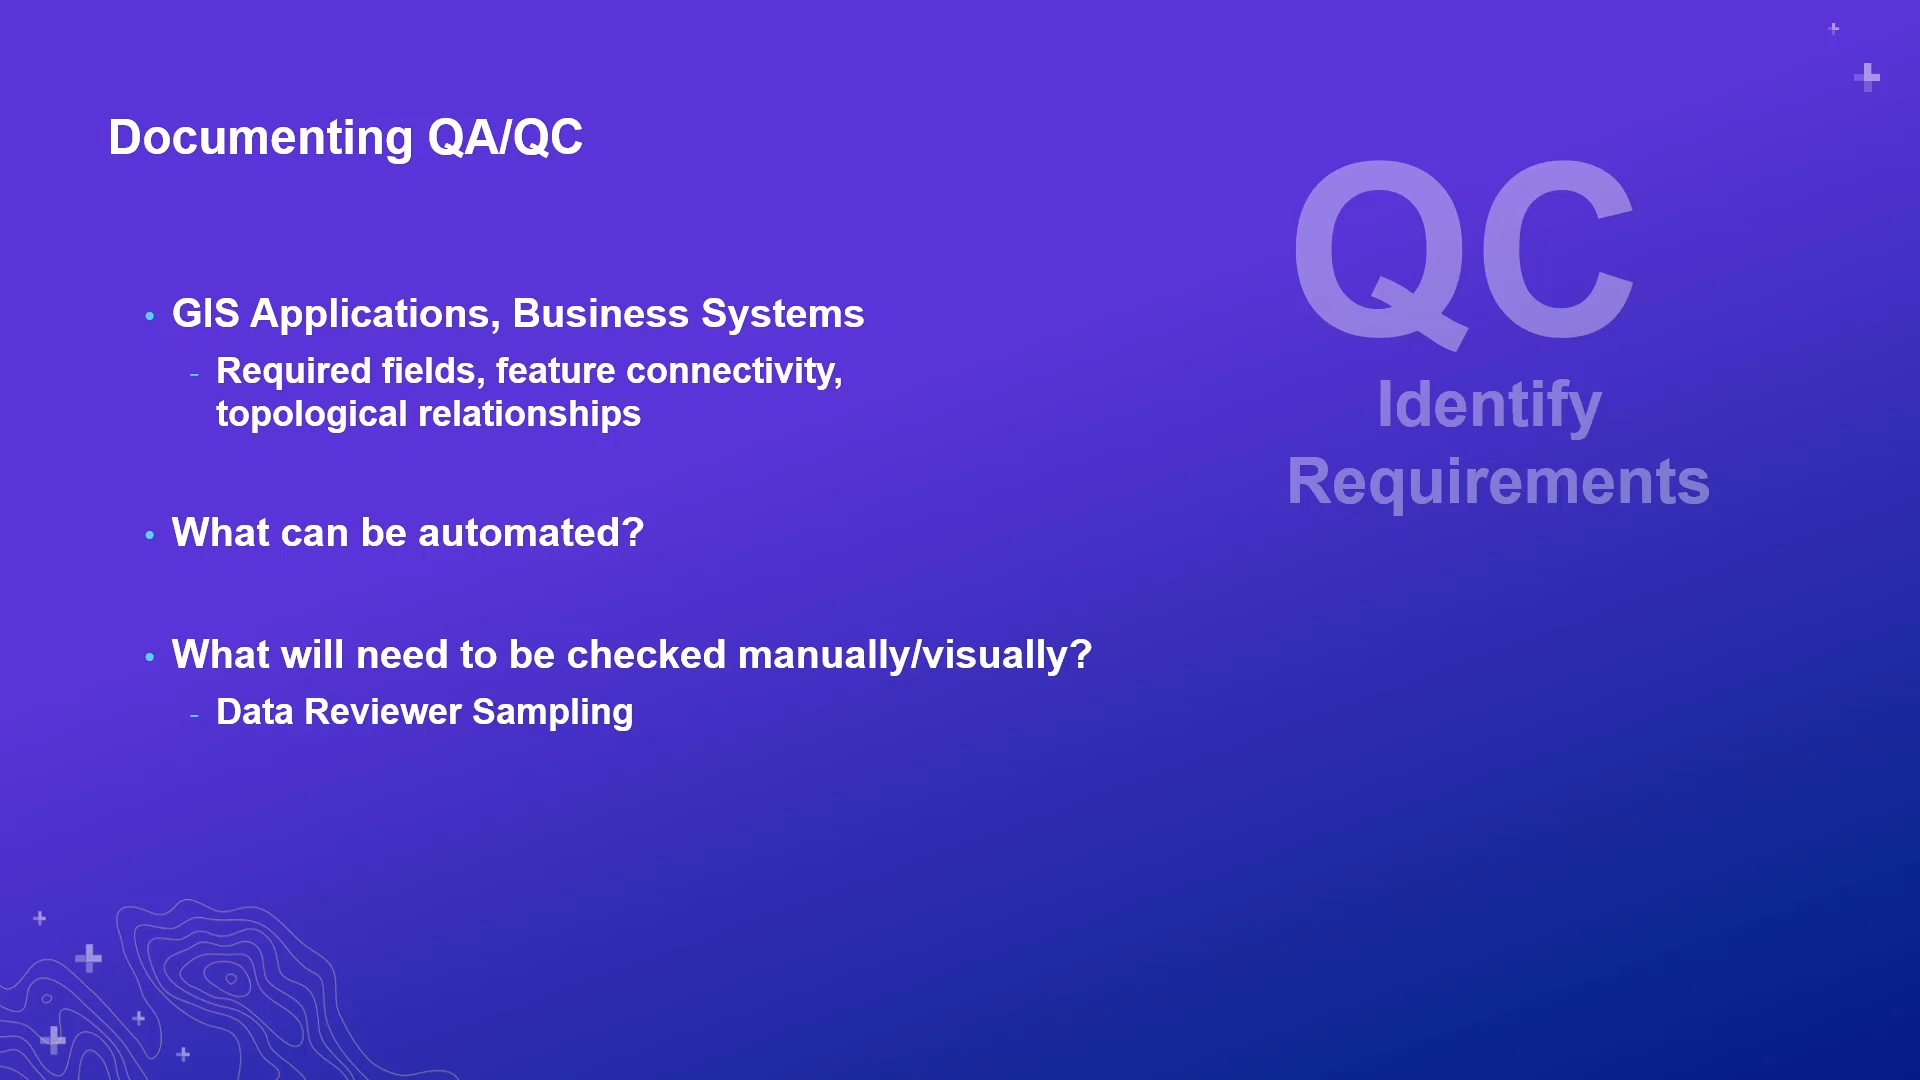 Documenting QA/QC
• GIS Applications, Business Systems
- Required fields, feature connectivity,
topological relationships
• What can be automated?
• What will need to be checked manually/visually?
- Data Reviewer Sampling
QC
Identify
Requirements